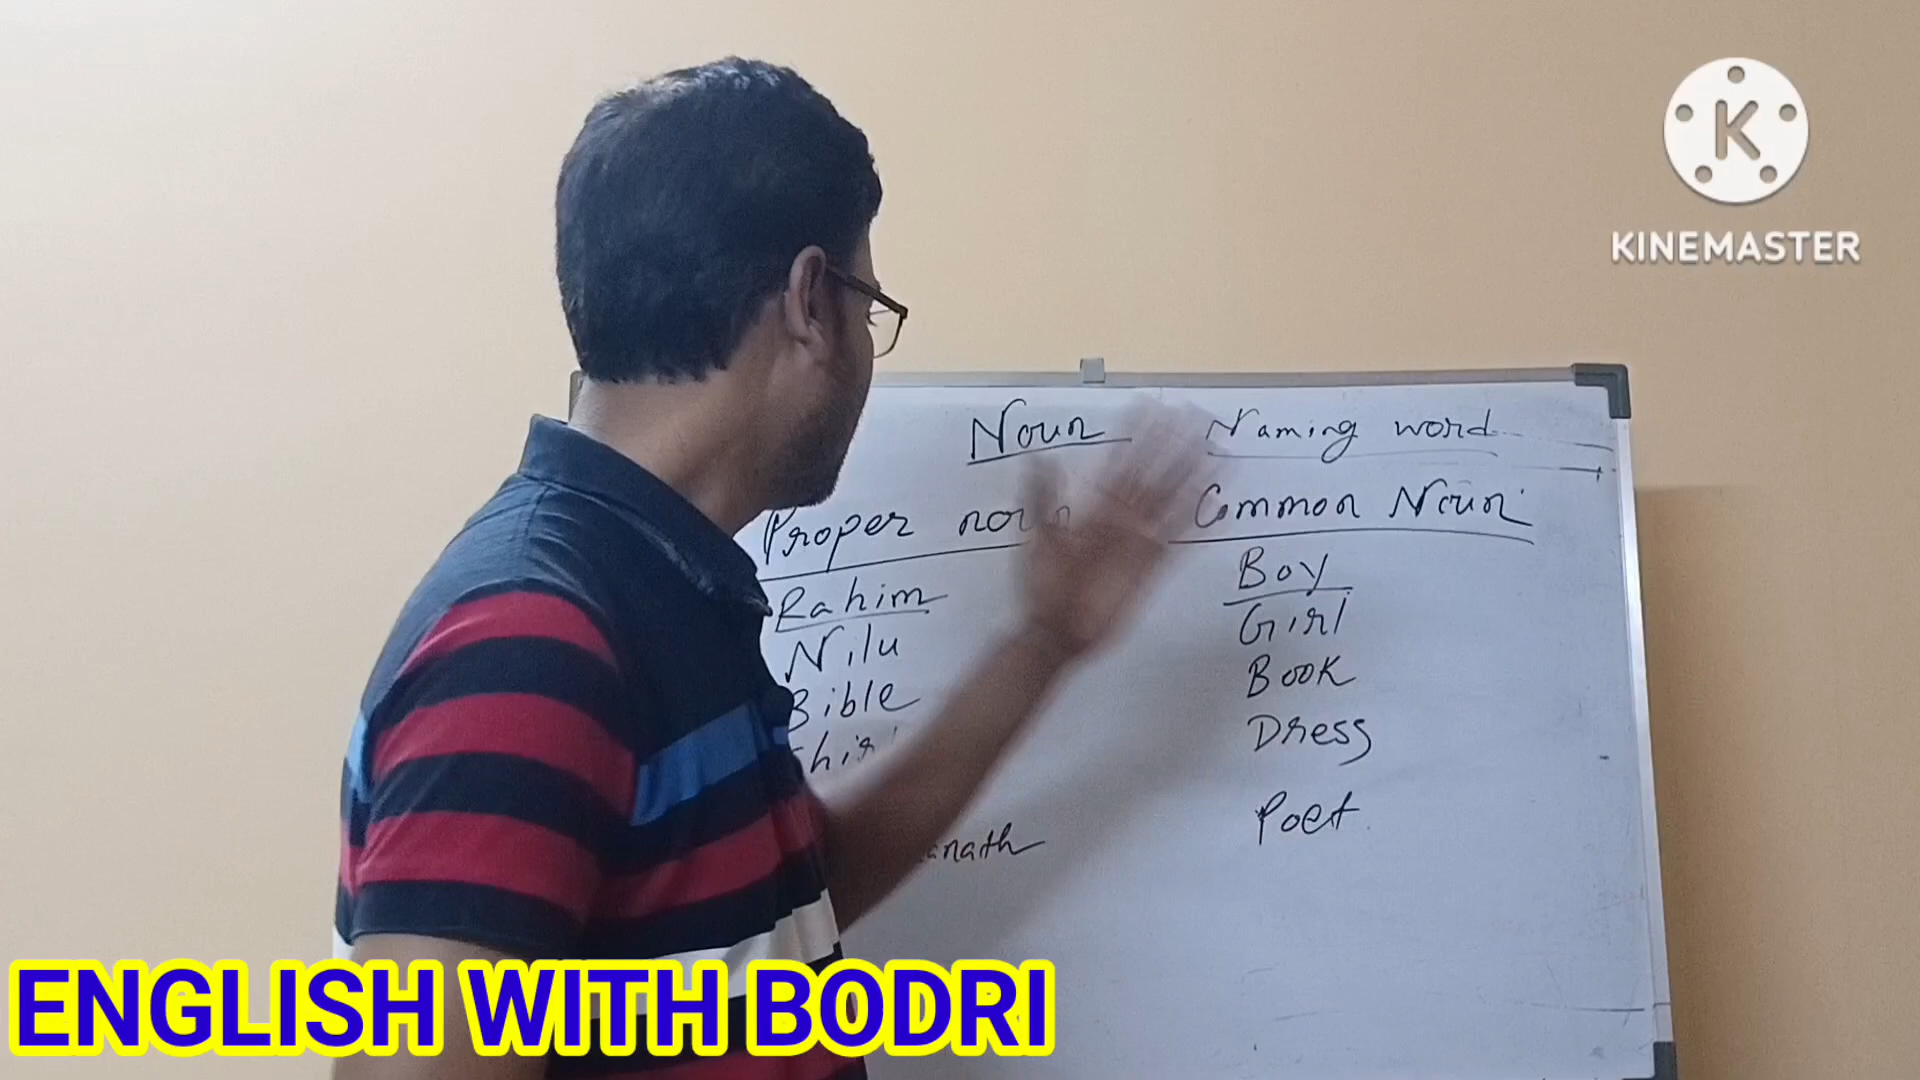 K
KINEMASTER
Noun Naming word
Proper noun Common Noun
Rahim Boy
Nilu Girl
Bible Book
Dress
Poet
ENGLISH WITH BODRI